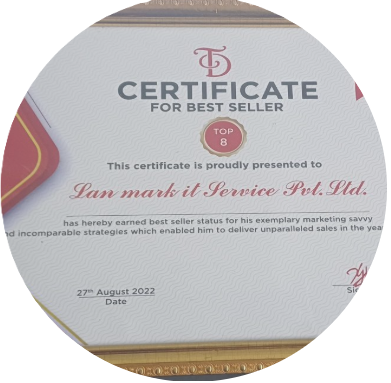 TD
CERTIFICATE
FOR BEST SELLER
TOP
8
This certificate is proudly presented to
Lan mark it Service Pvt. Ltd.
has hereby earned best seller status for his exemplary marketing savvy
incomparable strategies which enabled him to deliver unparalleled sales in the
27th August 2022
Date